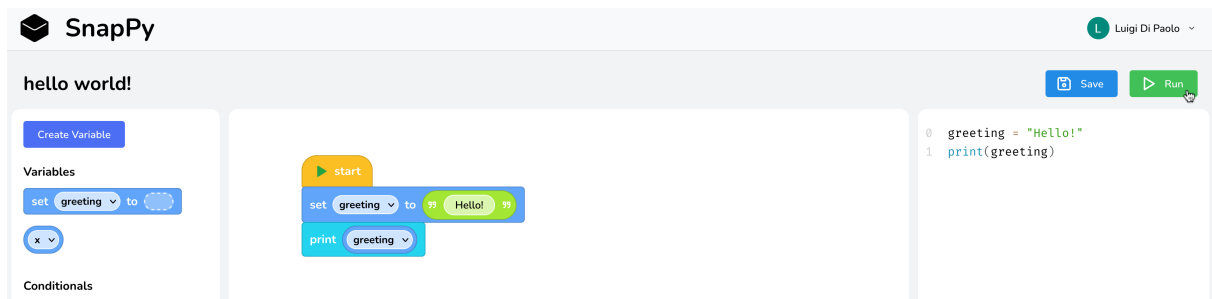 SnapPy
L Luigi Di Paolo
hello world!
Save Run
Create Variable
Variables
set greeting to
x
Conditionals
start
set greeting to " Hello! "
print greeting
0 greeting = "Hello!"
1 print(greeting)